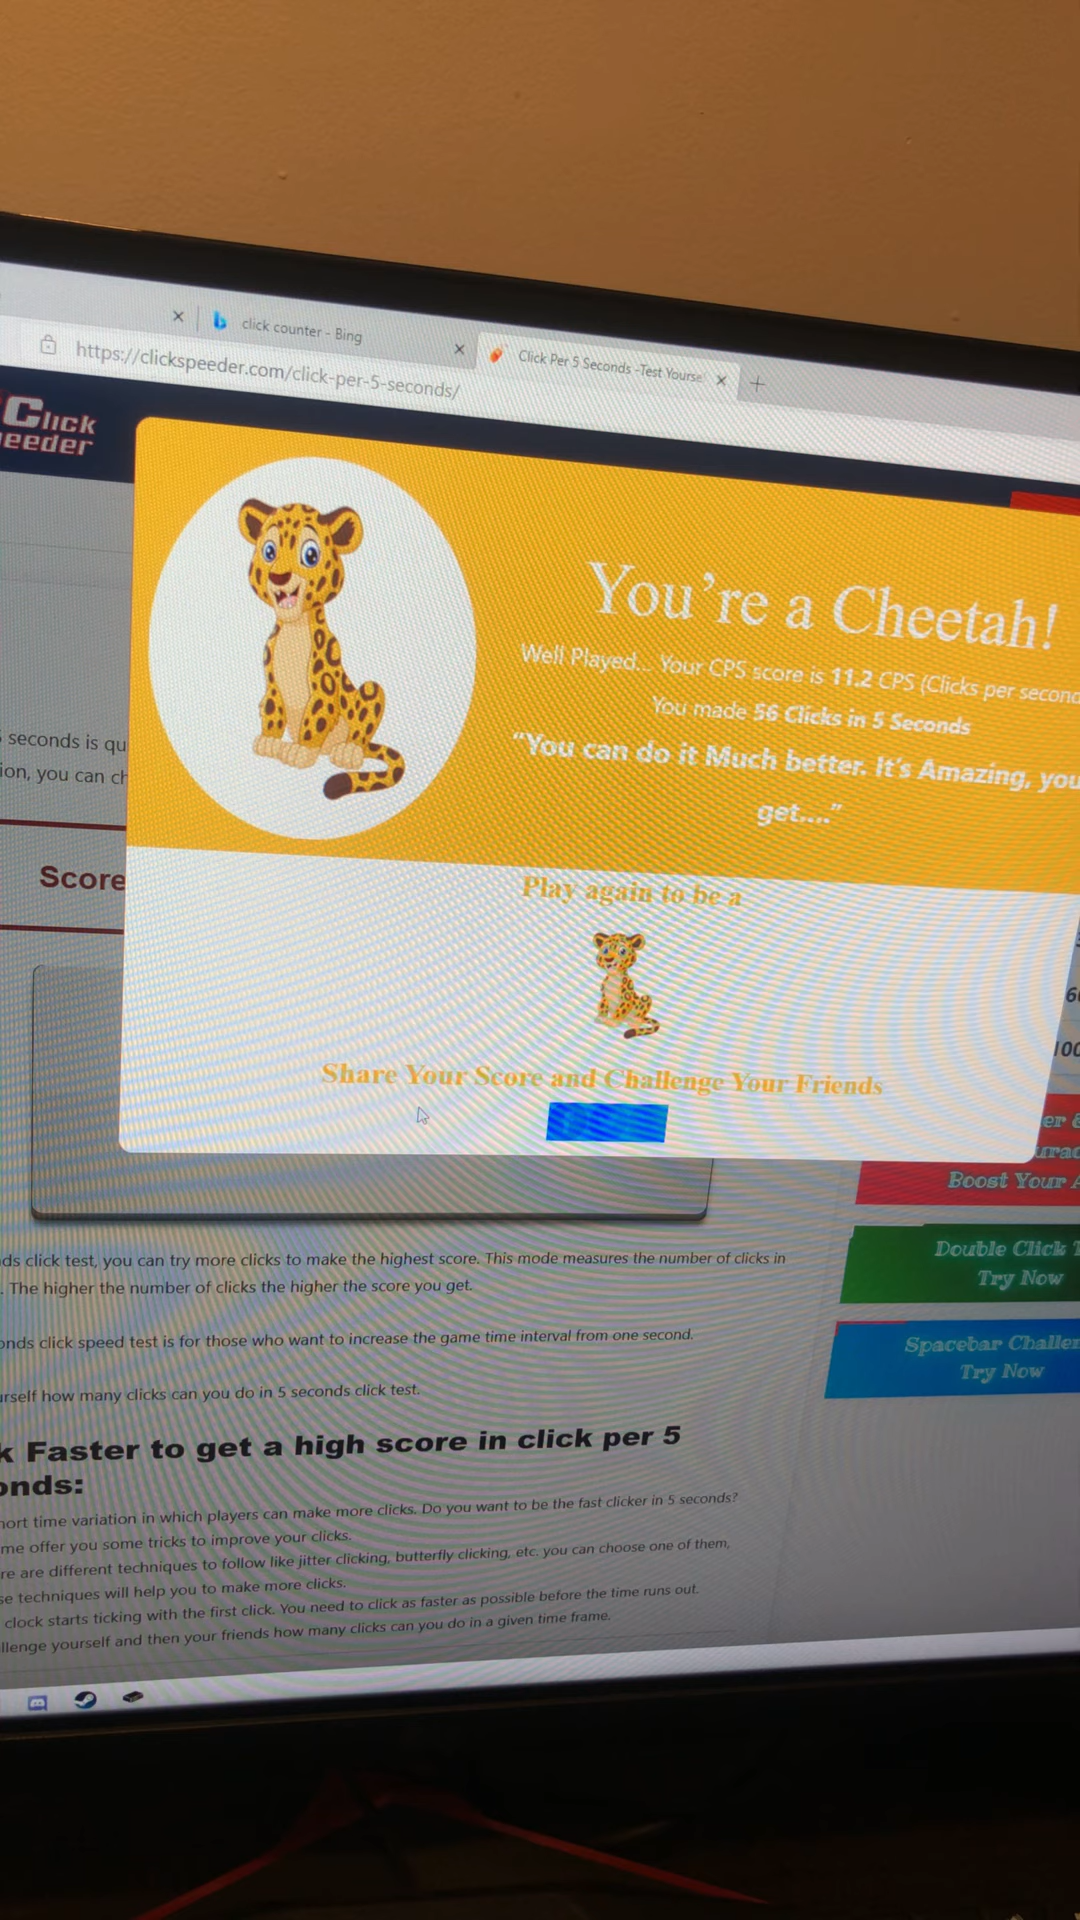 click counter - Bing
Click Per 5 Seconds -Test Yourse
https://clickspeeder.com/click-per-5-seconds/
Click
eeder
You're a Cheetah!
Well Played... Your CPS score is 11.2 CPS (Clicks per second
You made 56 Clicks in 5 Seconds
"You can do it Much better. It's Amazing, you
get...."
seconds is qu
ion, you can ch
Score
Play again to be a
Share Your Score and Challenge Your Friends
60
100
er &
urac
Boost Your A
Double Click T
Try Now
Spacebar Challen
Try Now
ds click test, you can try more clicks to make the highest score. This mode measures the number of clicks in
. The higher the number of clicks the higher the score you get.
onds click speed test is for those who want to increase the game time interval from one second.
urself how many clicks can you do in 5 seconds click test.
k Faster to get a high score in click per 5
onds:
hort time variation in which players can make more clicks. Do you want to be the fast clicker in 5 seconds?
me offer you some tricks to improve your clicks.
re are different techniques to follow like jitter clicking, butterfly clicking, etc. you can choose one of them,
se techniques will help you to make more clicks.
clock starts ticking with the first click. You need to click as faster as possible before the time runs out.
llenge yourself and then your friends how many clicks can you do in a given time frame.